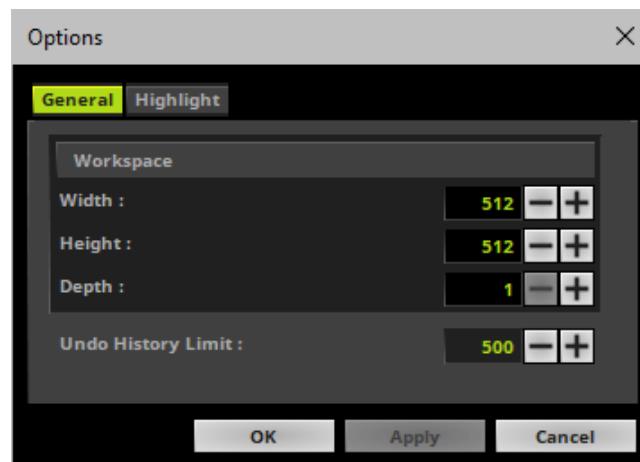 Options
General Highlight
Workspace
Width : 512
Height : 512
Depth : 1
Undo History Limit : 500
OK Apply Cancel